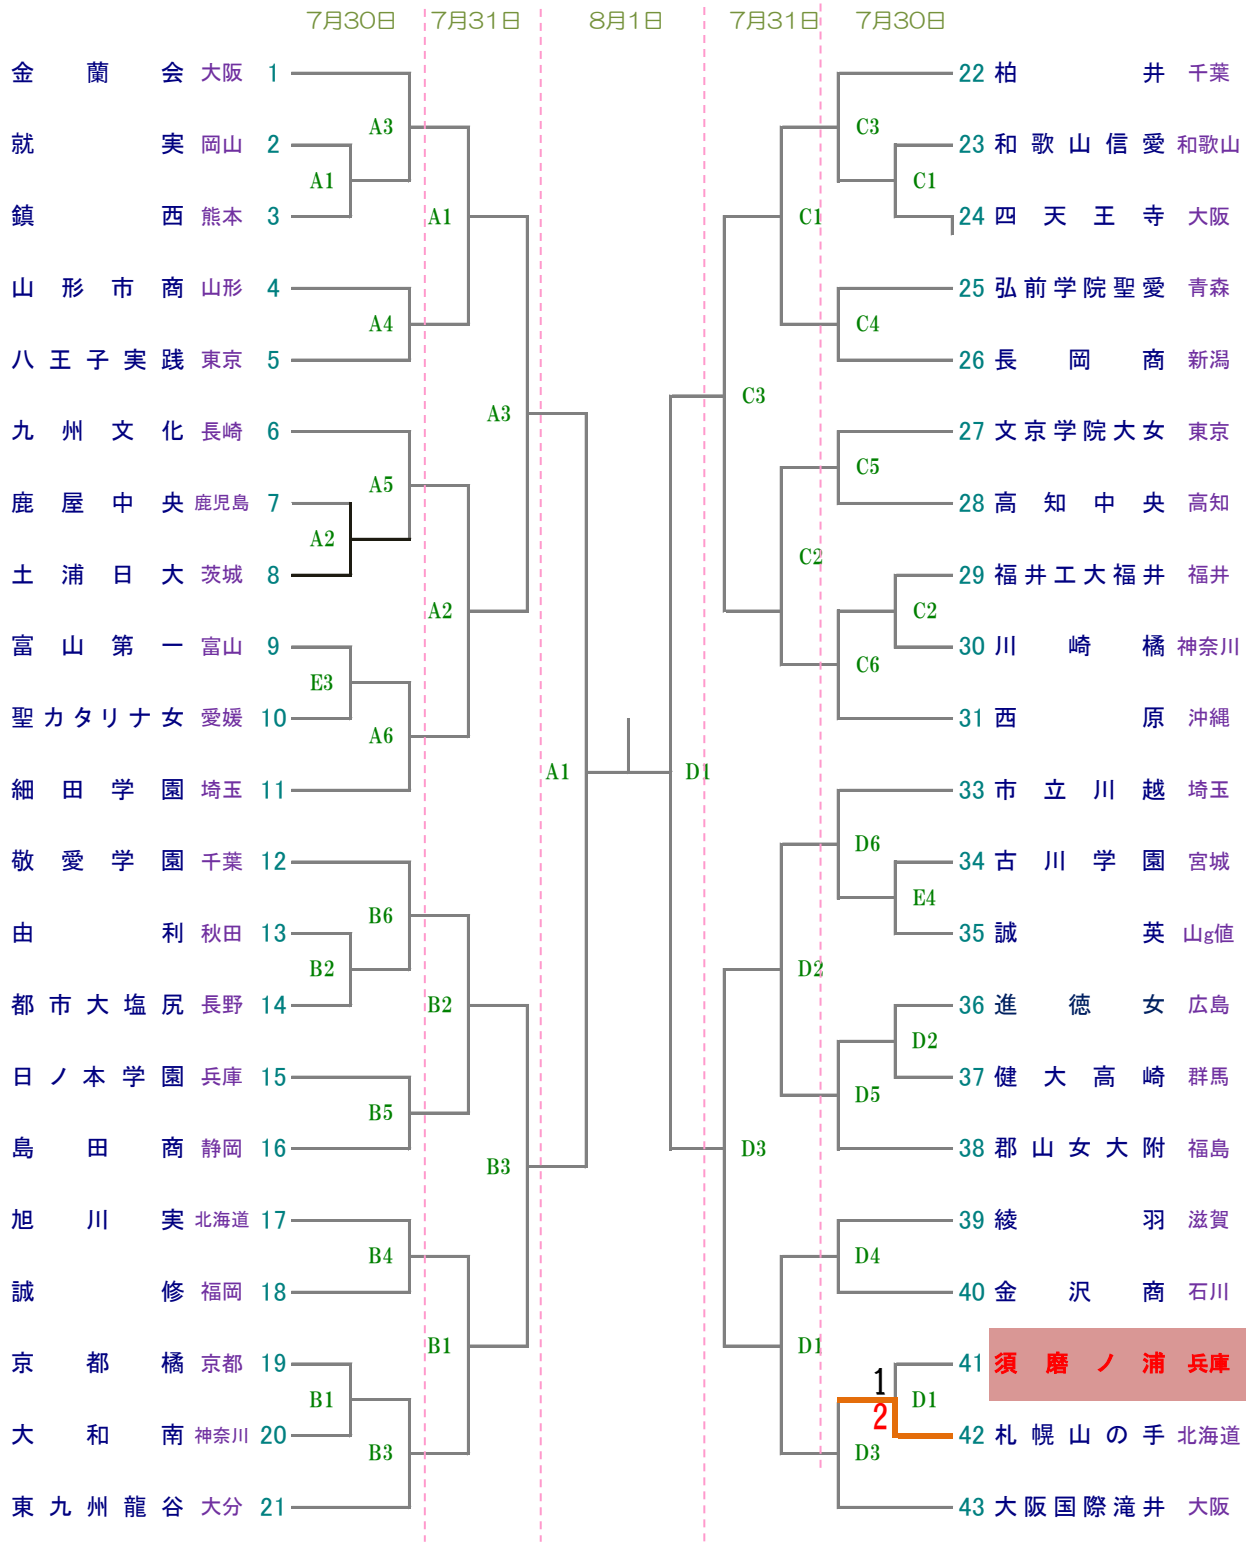 7月30日 7月31日 8月1日 7月31日 7月30日
金蘭会 大阪 1
A3
就実 岡山 2
A1
鎮西 熊本 3
A1
山形市商 山形 4
A4
八王子実践 東京 5
A3
九州文化 長崎 6
A5
鹿屋中央 鹿児島 7
A2
土浦日大 茨城 8
A2
富山第一 富山 9
E3
聖カタリナ女 愛媛 10
A6
細田学園 埼玉 11
A1
敬愛学園 千葉 12
B6
由利 秋田 13
B2
都市大塩尻 長野 14
B2
日ノ本学園 兵庫 15
B5
島田商 静岡 16
B3
旭川実 北海道 17
B4
誠修 福岡 18
B1
京都橘 京都 19
B1
大和南 神奈川 20
B3
東九州龍谷 大分 21
22 柏井 千葉
C3
23 和歌山信愛 和歌山
C1
24 四天王寺 大阪
C1
25 弘前学院聖愛 青森
C4
26 長岡商 新潟
C3
27 文京学院大女 東京
C5
28 高知中央 高知
C2
29 福井工大福井 福井
C2
30 川崎橘 神奈川
C6
31 西原 沖縄
D1
33 市立川越 埼玉
D6
34 古川学園 宮城
E4
35 誠英 山g値
D2
36 進徳女 広島
D2
37 健大高崎 群馬
D5
38 郡山女大附 福島
D3
39 綾羽 滋賀
D4
40 金沢商 石川
D1
41 須磨ノ浦 兵庫
1
D1
2
42 札幌山の手 北海道
D3
43 大阪国際滝井 大阪